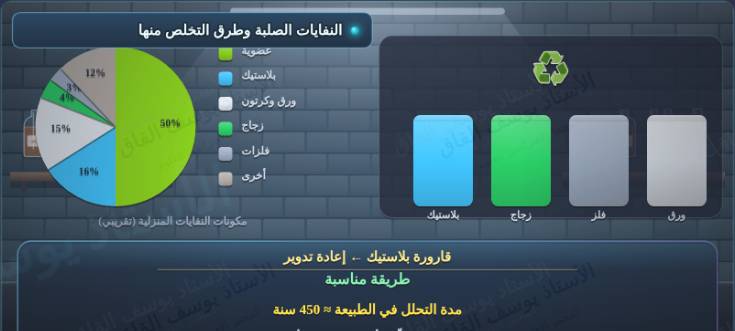 النفايات الصلبة وطرق التخلص منها
عضوية
بلاستيك
ورق وكرتون
زجاج
فلزات
أخرى
50%
16%
15%
4%
3%
12%
مكونات النفايات المنزلية (تقريبي)
ورق
فلز
زجاج
بلاستيك
قارورة بلاستيك ← إعادة تدوير
طريقة مناسبة
مدة التحلل في الطبيعة ≈ 450 سنة
الأستاذ يوسف